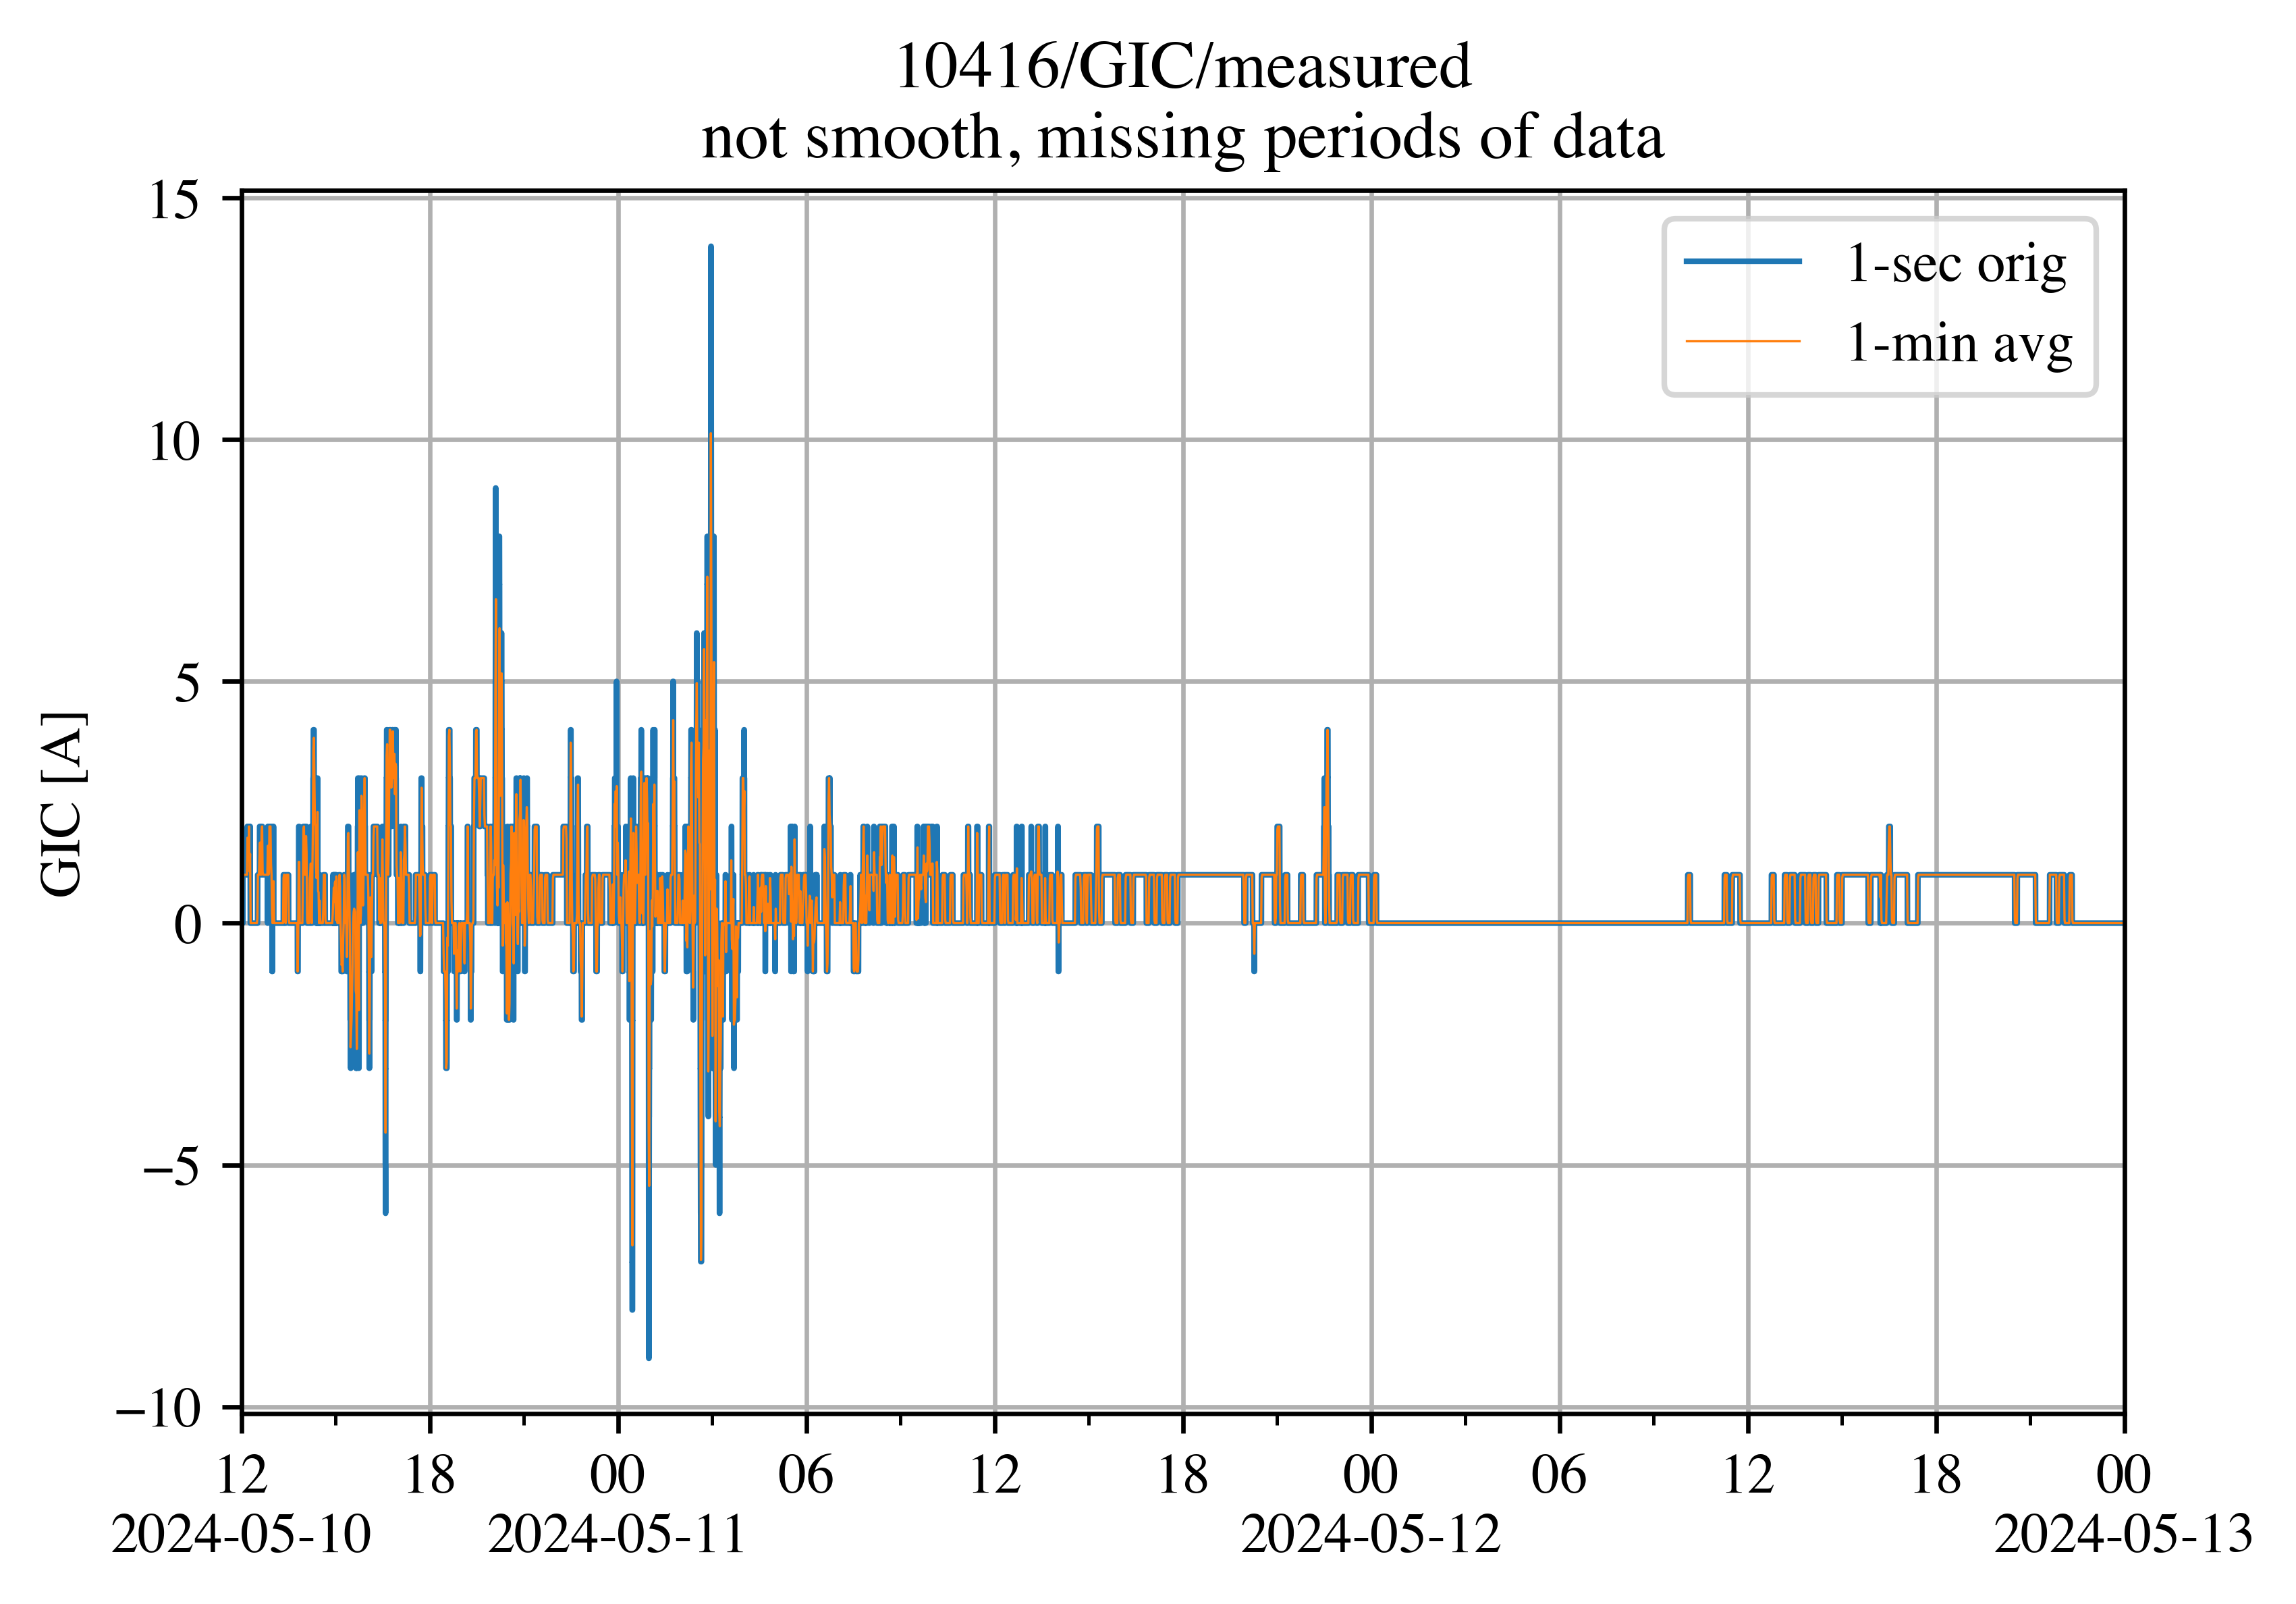 10416/GIC/measured
not smooth, missing periods of data
1-sec orig
1-min avg
GIC [A]
15
10
5
0
−5
−10
12 18 00 06 12 18 00 06 12 18 00
2024-05-10 2024-05-11 2024-05-12 2024-05-13